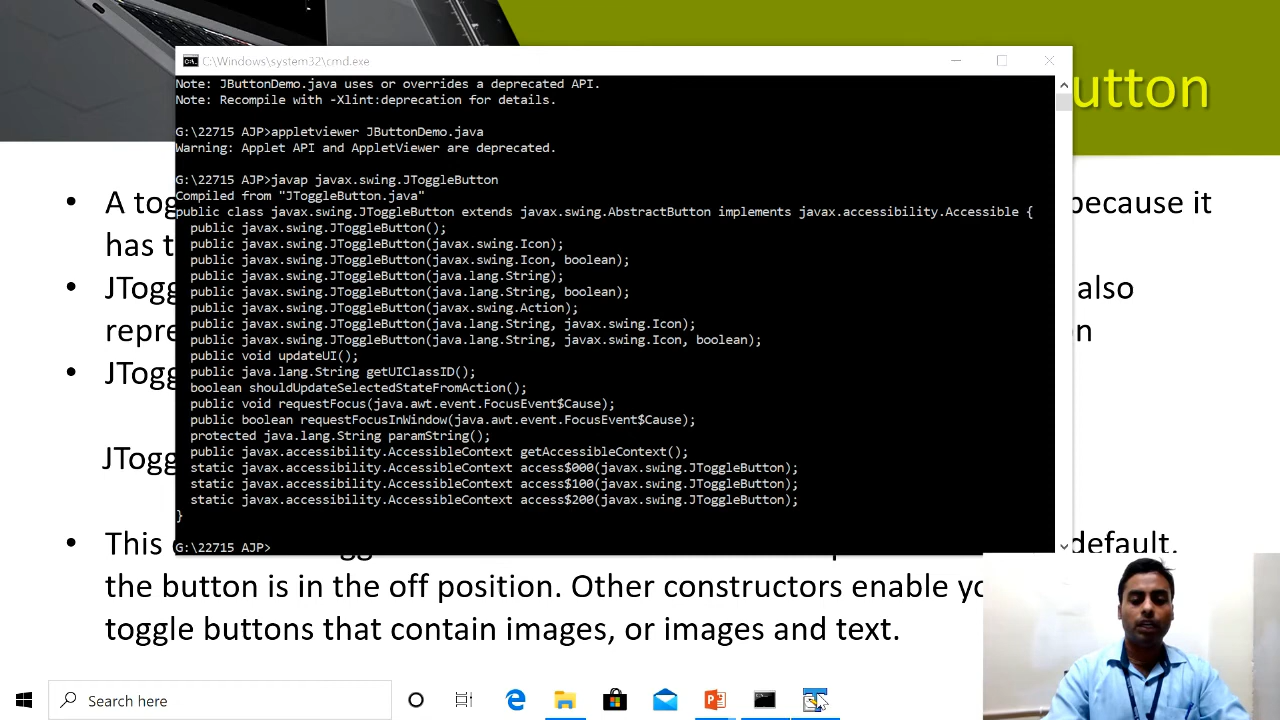 C:\Windows\system32\cmd.exe
Note: JButtonDemo.java uses or overrides a deprecated API.
Note: Recompile with -Xlint:deprecation for details.
utton
G:\22715 AJP>appletviewer JButtonDemo.java
Warning: Applet API and AppletViewer are deprecated.
G:\22715 AJP>javap javax.swing.JToggleButton
Compiled from "JToggleButton.java"
public class javax.swing.JToggleButton extends javax.swing.AbstractButton implements javax.accessibility.Accessible {
public javax.swing.JToggleButton();
public javax.swing.JToggleButton(javax.swing.Icon);
public javax.swing.JToggleButton(javax.swing.Icon, boolean);
public javax.swing.JToggleButton(java.lang.String);
public javax.swing.JToggleButton(java.lang.String, boolean);
public javax.swing.JToggleButton(javax.swing.Action);
public javax.swing.JToggleButton(java.lang.String, javax.swing.Icon);
public javax.swing.JToggleButton(java.lang.String, javax.swing.Icon, boolean);
public void updateUI();
public java.lang.String getUIClassID();
boolean shouldUpdateSelectedStateFromAction();
public void requestFocus(java.awt.event.FocusEvent$Cause);
public boolean requestFocusInWindow(java.awt.event.FocusEvent$Cause);
protected java.lang.String paramString();
public javax.accessibility.AccessibleContext getAccessibleContext();
static javax.accessibility.AccessibleContext access$000(javax.swing.JToggleButton);
static javax.accessibility.AccessibleContext access$100(javax.swing.JToggleButton);
static javax.accessibility.AccessibleContext access$200(javax.swing.JToggleButton);
}
G:\22715 AJP>
• A tog because it
has t
• JTogg also
repre n
• JTogg
JTogg
• This default,
the button is in the off position. Other constructors enable yo
toggle buttons that contain images, or images and text.
Search here